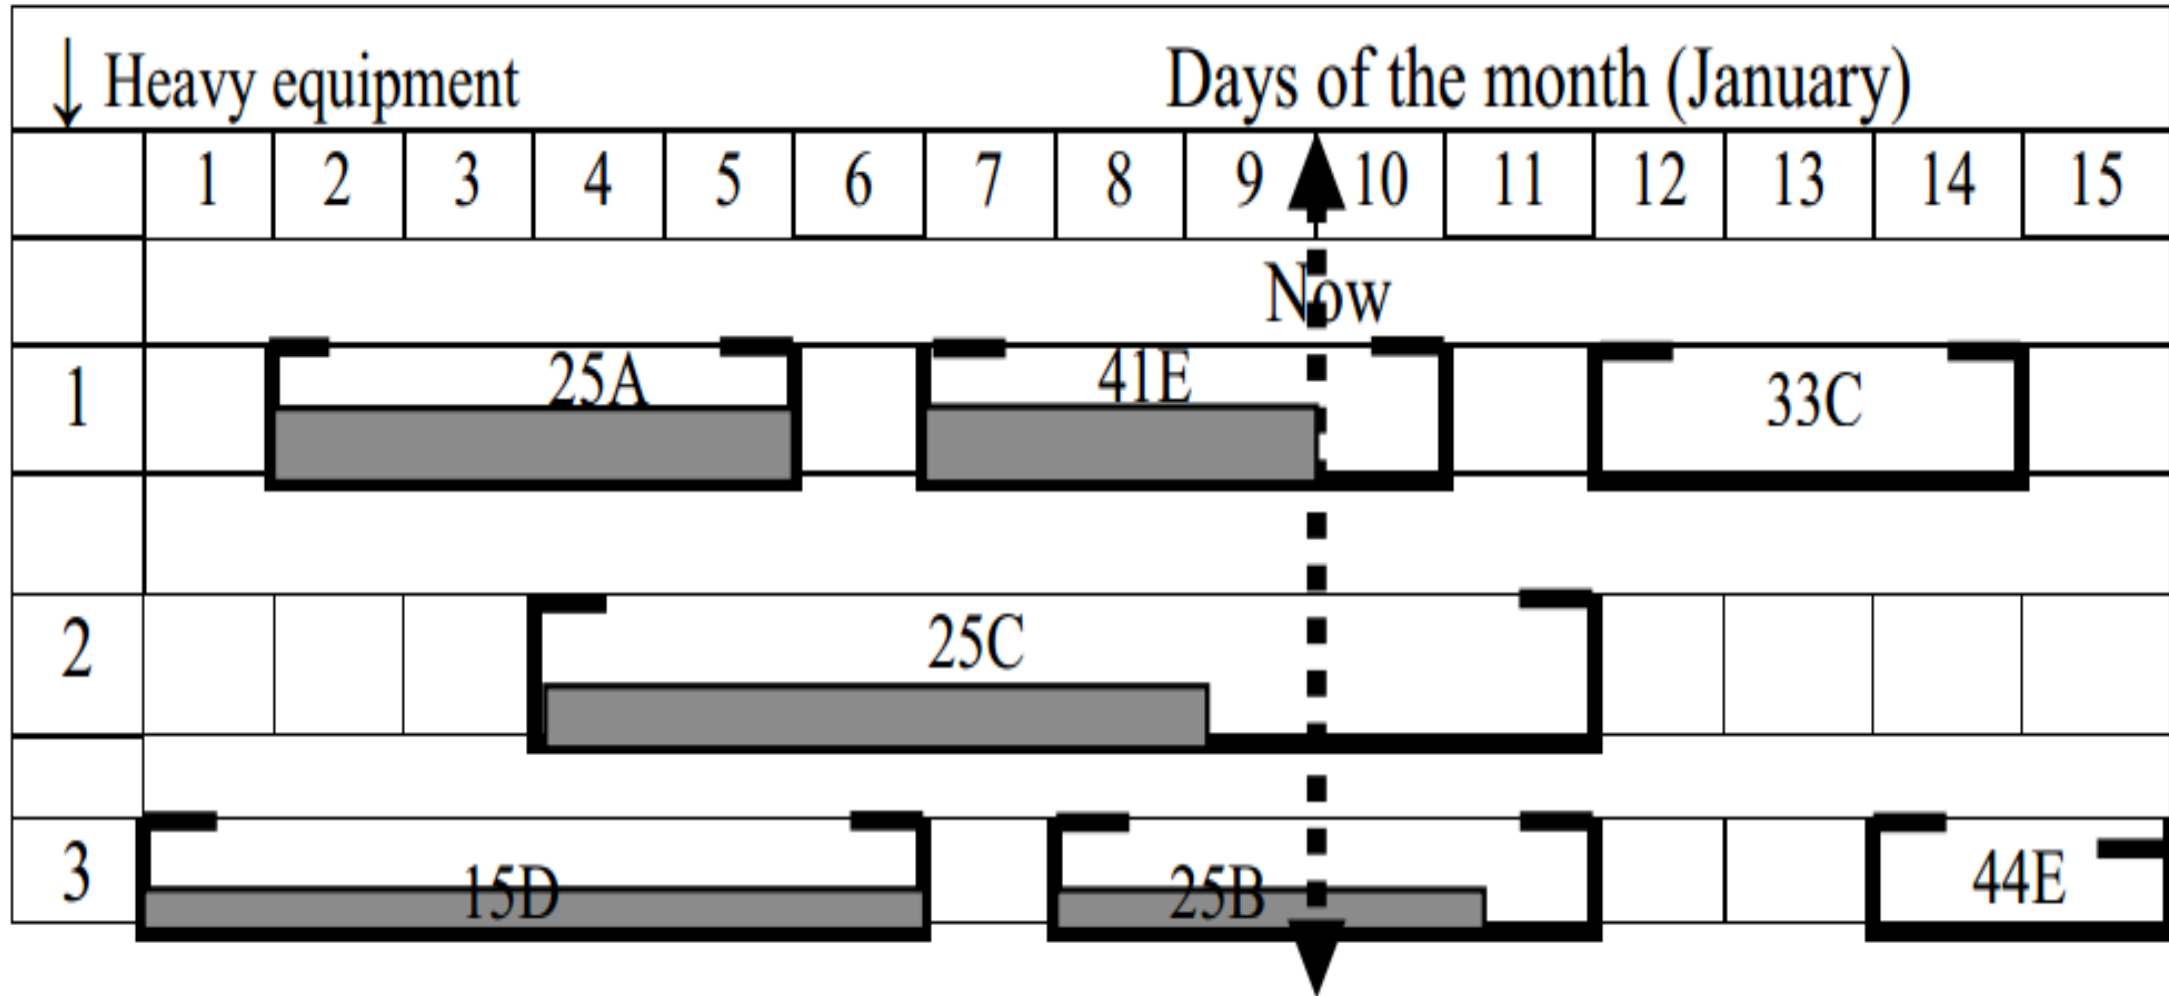 ↓ Heavy equipment Days of the month (January)
1 2 3 4 5 6 7 8 9 10 11 12 13 14 15
Now
1 25A 41E 33C
2 25C
3 15D 25B 44E